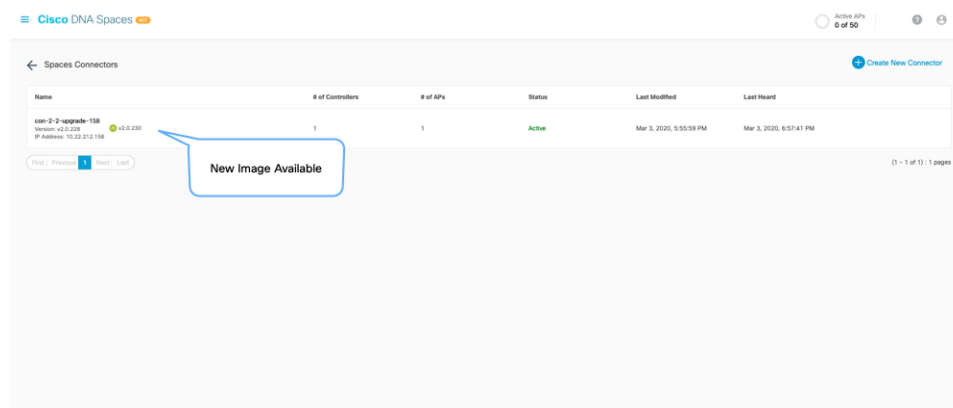 Cisco DNA Spaces
Active APs
0 of 50
Spaces Connectors
Create New Connector
Name
# of Controllers
# of APs
Status
Last Modified
Last Heard
con-2-2-upgrade-158
Version: v2.0.228
v2.0.230
IP Address: 10.22.212.158
1
1
Active
Mar 3, 2020, 5:55:59 PM
Mar 3, 2020, 6:57:41 PM
New Image Available
First Previous 1 Next Last
(1 - 1 of 1) : 1 pages